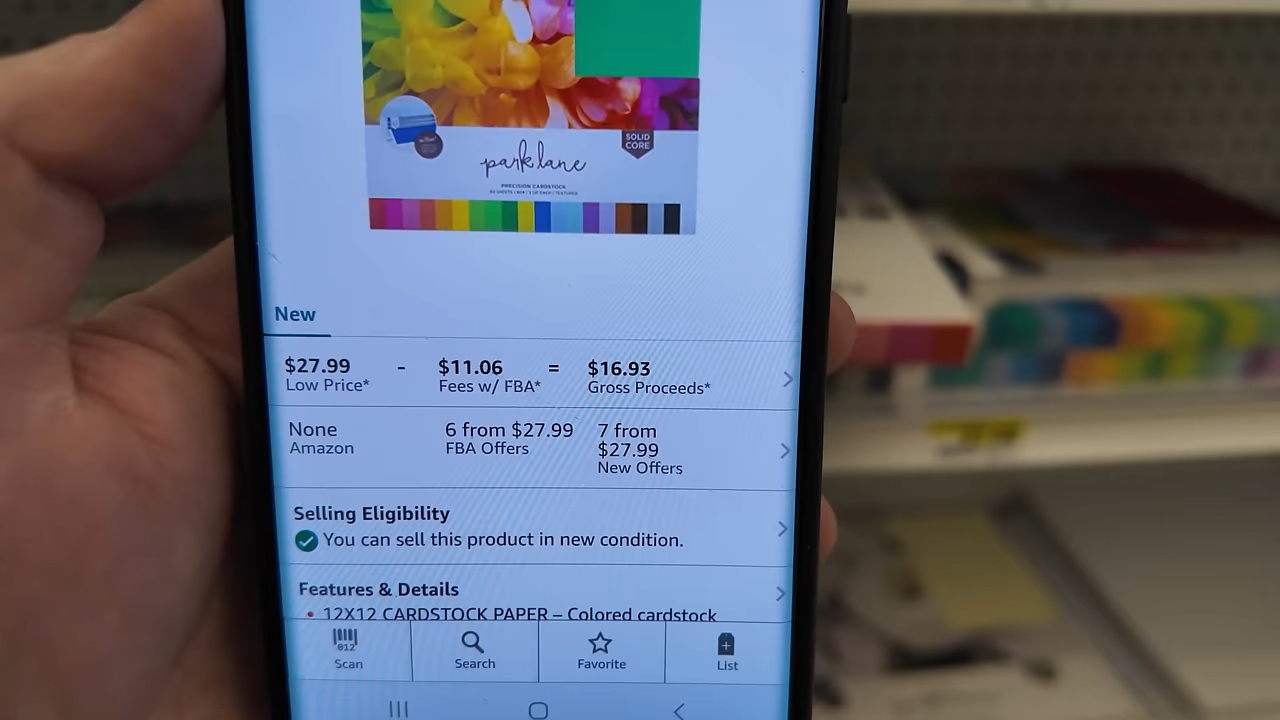 SOLID
CORE
park lane
PRECISION CARDSTOCK
New
$27.99 - $11.06 = $16.93
Low Price* Fees w/ FBA* Gross Proceeds*
None 6 from $27.99 7 from
$27.99
Amazon FBA Offers New Offers
Selling Eligibility
You can sell this product in new condition.
Features & Details
• 12X12 CARDSTOCK PAPER – Colored cardstock
012
Scan Search Favorite List